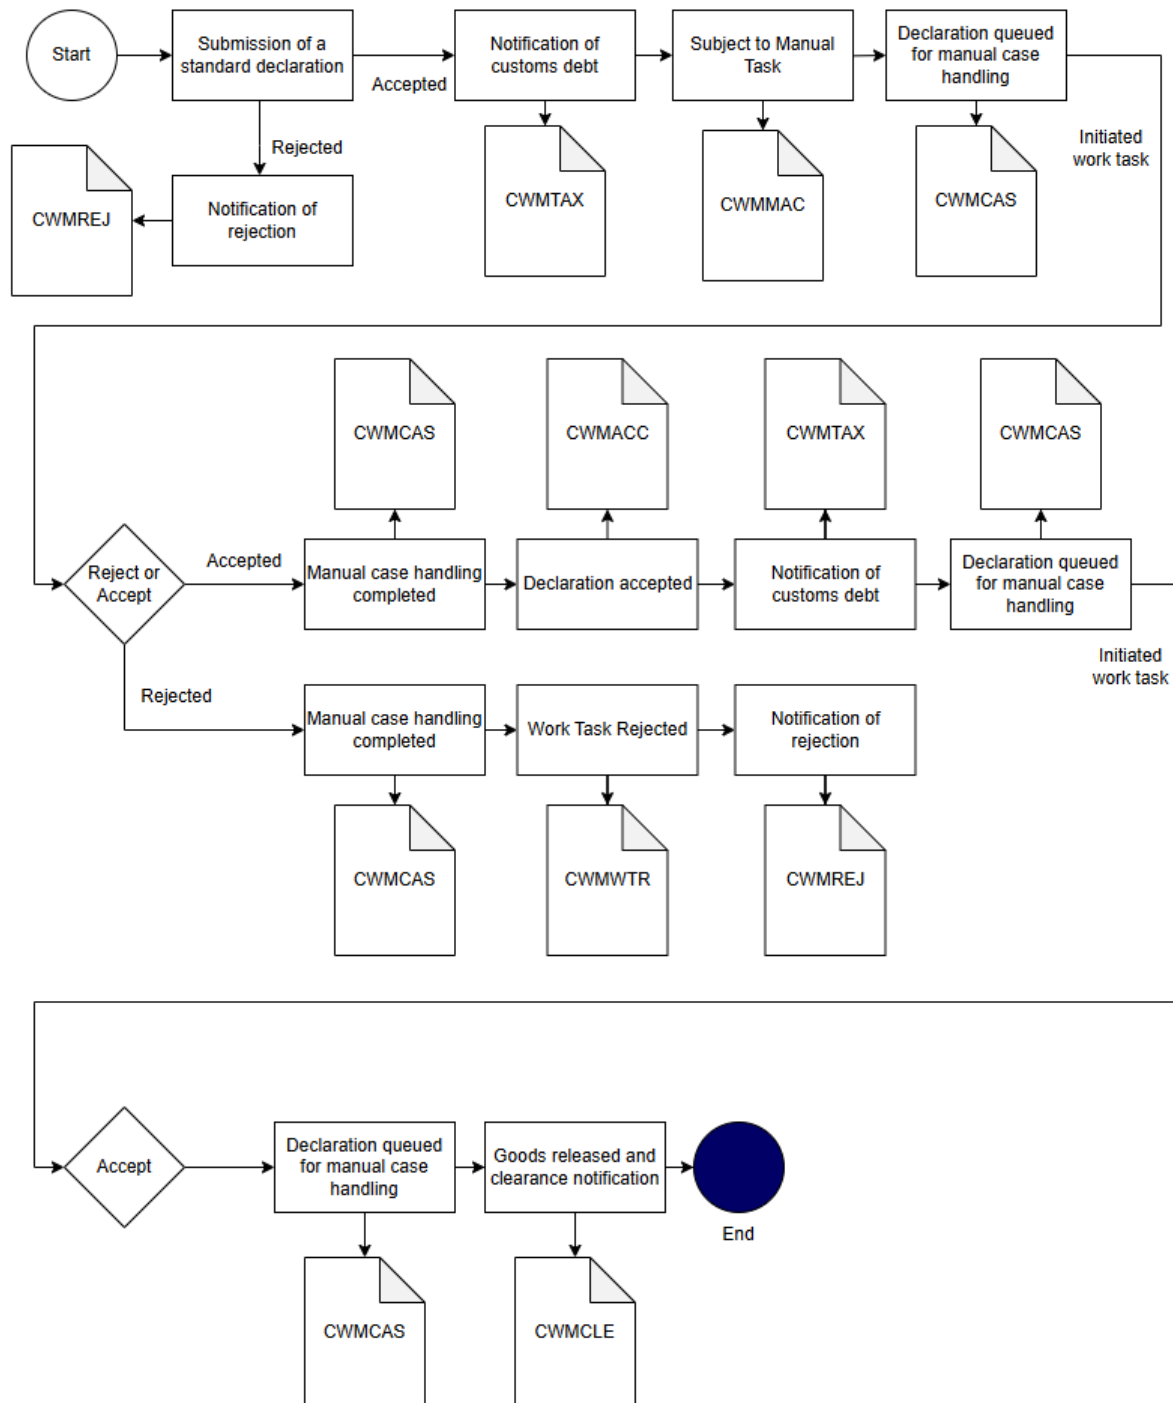 Start
Submission of a
standard declaration
Accepted
Notification of
customs debt
Subject to Manual
Task
Declaration queued
for manual case
handling
Initiated
work task
Rejected
Notification of
rejection
CWMREJ
CWMTAX
CWMMAC
CWMCAS
CWMCAS
CWMACC
CWMTAX
CWMCAS
Reject or
Accept
Accepted
Manual case handling
completed
Declaration accepted
Notification of
customs debt
Declaration queued
for manual case
handling
Initiated
work task
Rejected
Manual case handling
completed
Work Task Rejected
Notification of
rejection
CWMCAS
CWMWTR
CWMREJ
Accept
Declaration queued
for manual case
handling
Goods released and
clearance notification
End
CWMCAS
CWMCLE